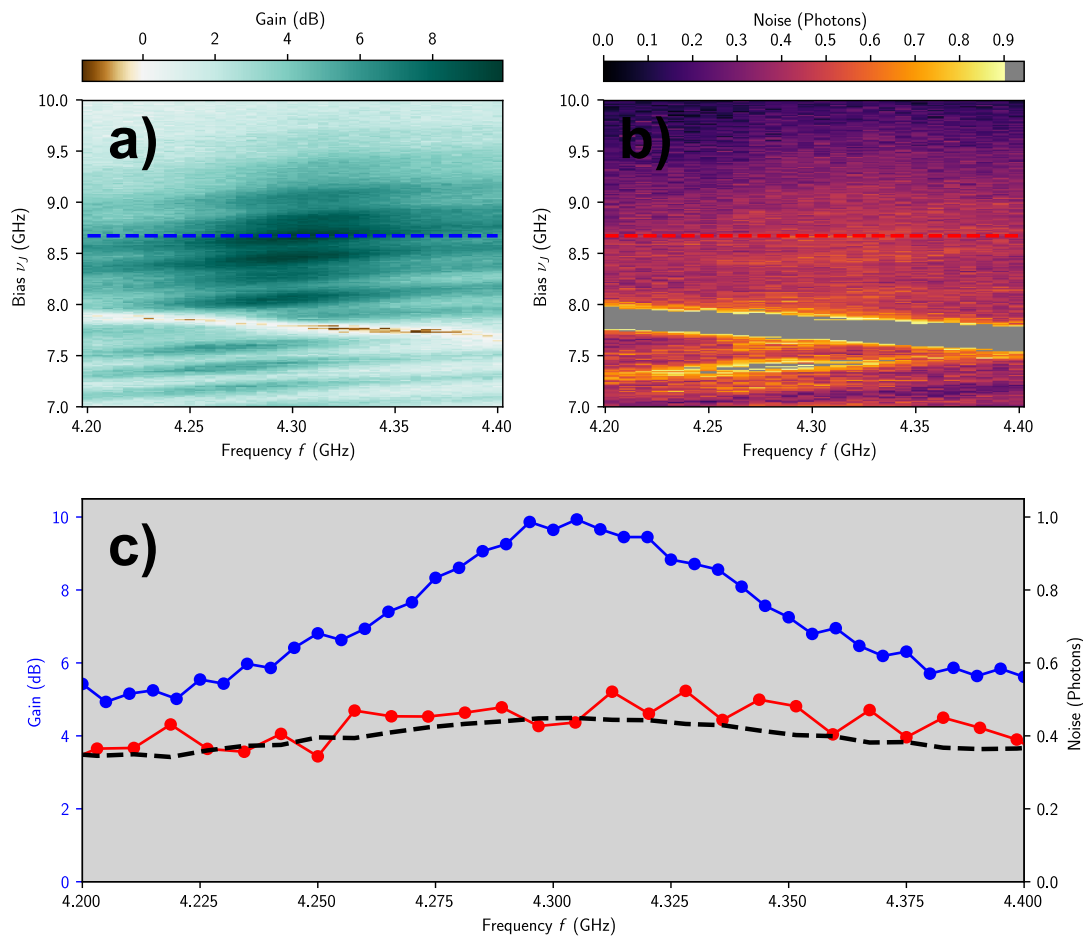 Gain (dB)
0 2 4 6 8
Noise (Photons)
0.0 0.1 0.2 0.3 0.4 0.5 0.6 0.7 0.8 0.9
a)
10.0
9.5
9.0
8.5
8.0
7.5
7.0
Bias ν_J (GHz)
4.20 4.25 4.30 4.35 4.40
Frequency f (GHz)
b)
10.0
9.5
9.0
8.5
8.0
7.5
7.0
Bias ν_J (GHz)
4.20 4.25 4.30 4.35 4.40
Frequency f (GHz)
c)
10
8
6
4
2
0
Gain (dB)
1.0
0.8
0.6
0.4
0.2
0.0
Noise (Photons)
4.200 4.225 4.250 4.275 4.300 4.325 4.350 4.375 4.400
Frequency f (GHz)